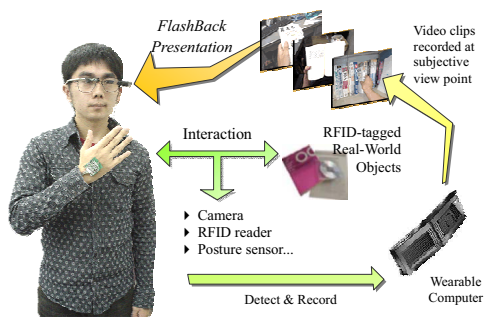 FlashBack
Presentation
Video clips
recorded at
subjective
view point
Interaction
RFID-tagged
Real-World
Objects
Camera
RFID reader
Posture sensor...
Detect & Record
Wearable
Computer